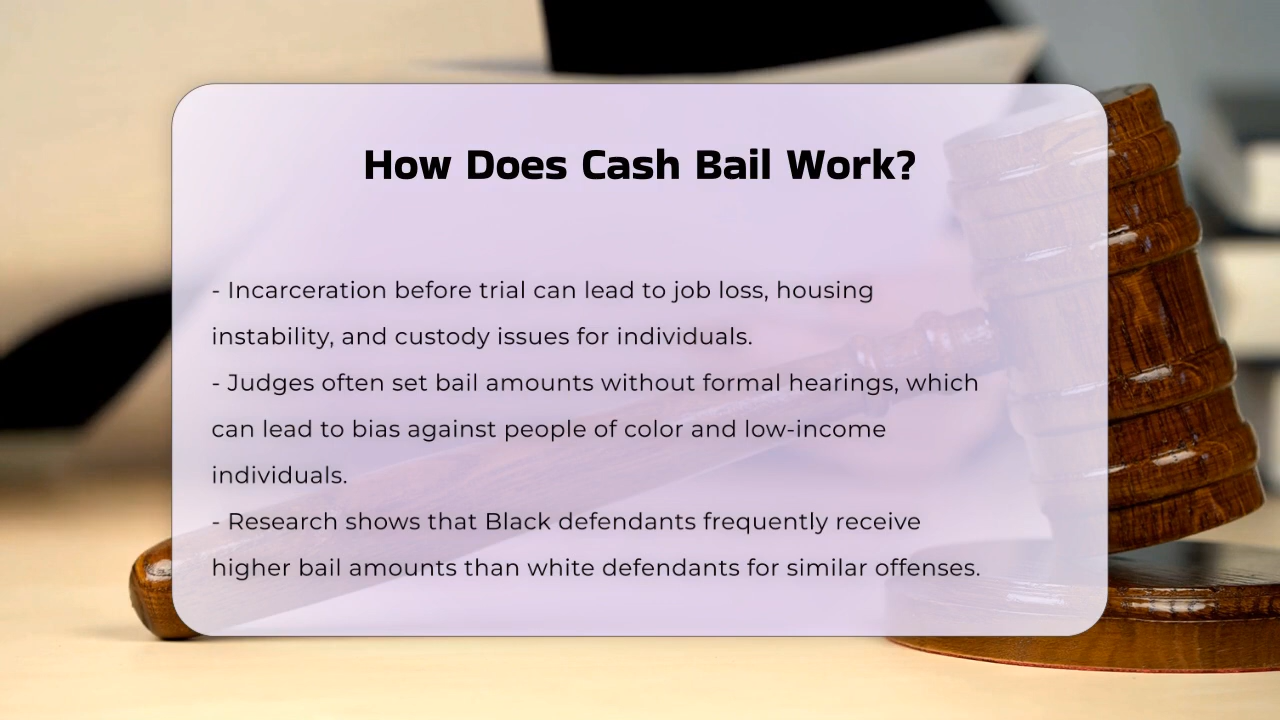 How Does Cash Bail Work?
- Incarceration before trial can lead to job loss, housing
instability, and custody issues for individuals.
- Judges often set bail amounts without formal hearings, which
can lead to bias against people of color and low-income
individuals.
- Research shows that Black defendants frequently receive
higher bail amounts than white defendants for similar offenses.